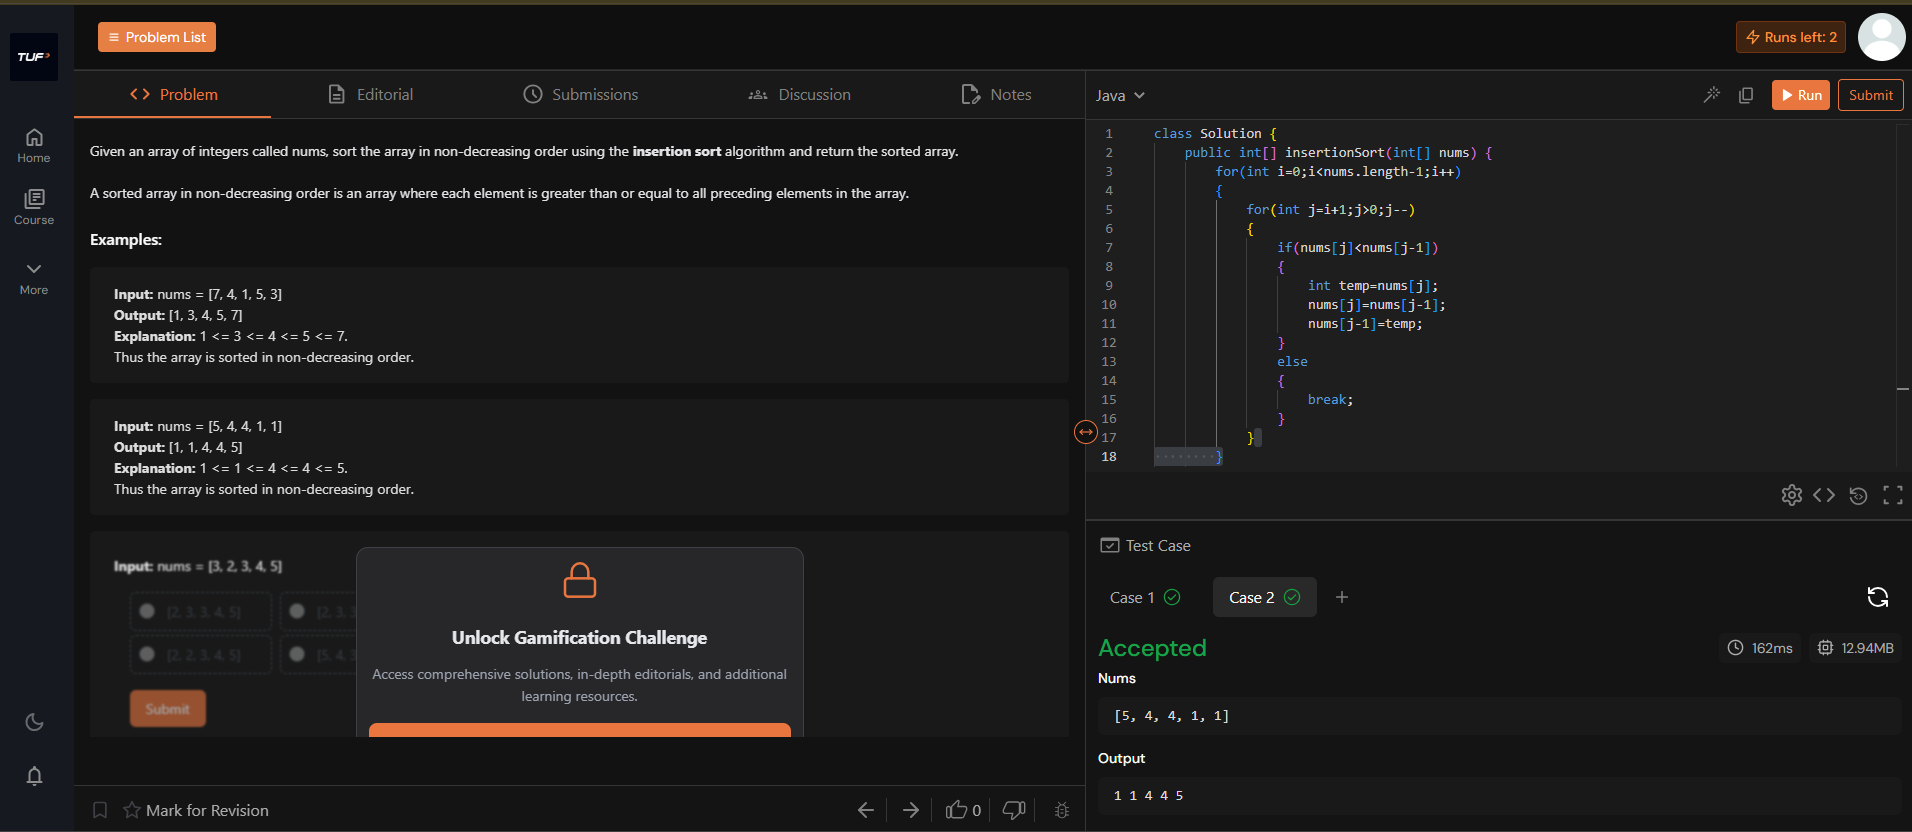 TUF
Home
Course
More
Problem List
Runs left: 2
Problem
Editorial
Submissions
Discussion
Notes
Given an array of integers called nums, sort the array in non-decreasing order using the insertion sort algorithm and return the sorted array.
A sorted array in non-decreasing order is an array where each element is greater than or equal to all preceding elements in the array.
Examples:
Input: nums = [7, 4, 1, 5, 3]
Output: [1, 3, 4, 5, 7]
Explanation: 1 <= 3 <= 4 <= 5 <= 7.
Thus the array is sorted in non-decreasing order.
Input: nums = [5, 4, 4, 1, 1]
Output: [1, 1, 4, 4, 5]
Explanation: 1 <= 1 <= 4 <= 4 <= 5.
Thus the array is sorted in non-decreasing order.
Input: nums = [3, 2, 3, 4, 5]
[2, 3, 3, 4, 5]
[2, 3, 3
[2, 2, 3, 4, 5]
[5, 4, 3
Submit
Unlock Gamification Challenge
Access comprehensive solutions, in-depth editorials, and additional
learning resources.
Mark for Revision
0
Java
Run
Submit
1 class Solution {
2 public int[] insertionSort(int[] nums) {
3 for(int i=0;i<nums.length-1;i++)
4 {
5 for(int j=i+1;j>0;j--)
6 {
7 if(nums[j]<nums[j-1])
8 {
9 int temp=nums[j];
10 nums[j]=nums[j-1];
11 nums[j-1]=temp;
12 }
13 else
14 {
15 break;
16 }
17 }
18 }
Test Case
Case 1
Case 2
Accepted
162ms
12.94MB
Nums
[5, 4, 4, 1, 1]
Output
1 1 4 4 5